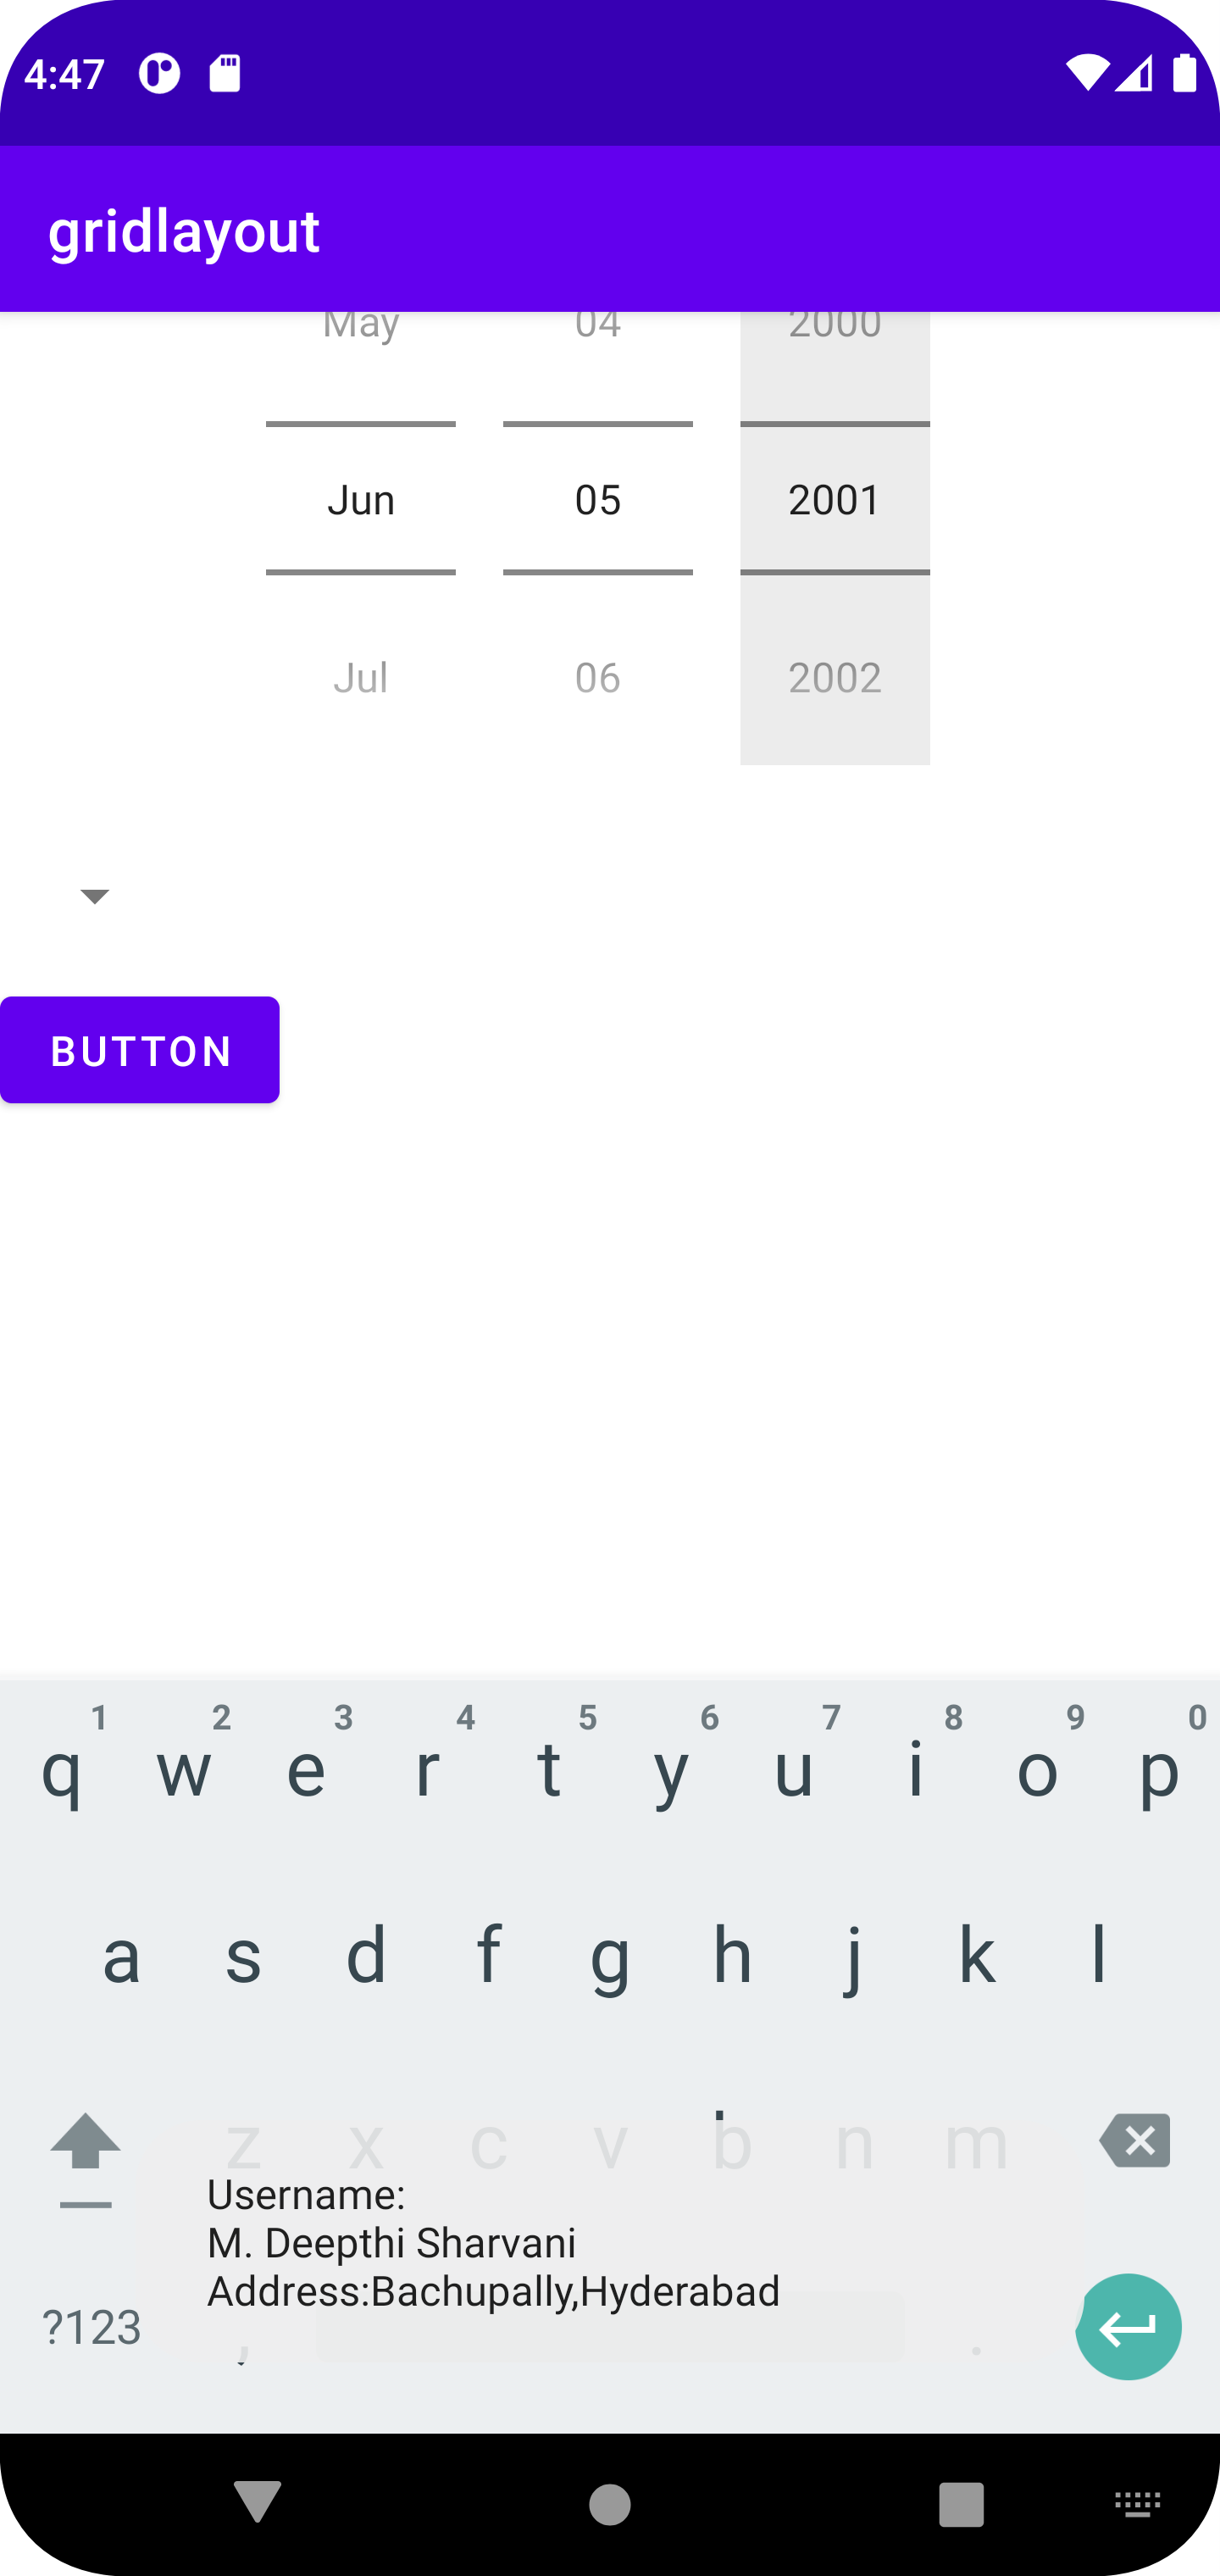 4:47
gridlayout
May 04 2000
Jun 05 2001
Jul 06 2002
BUTTON
1 2 3 4 5 6 7 8 9 0
q w e r t y u i o p
a s d f g h j k l
z x c v b n m
Username:
M. Deepthi Sharvani
Address:Bachupally,Hyderabad
?123 , .